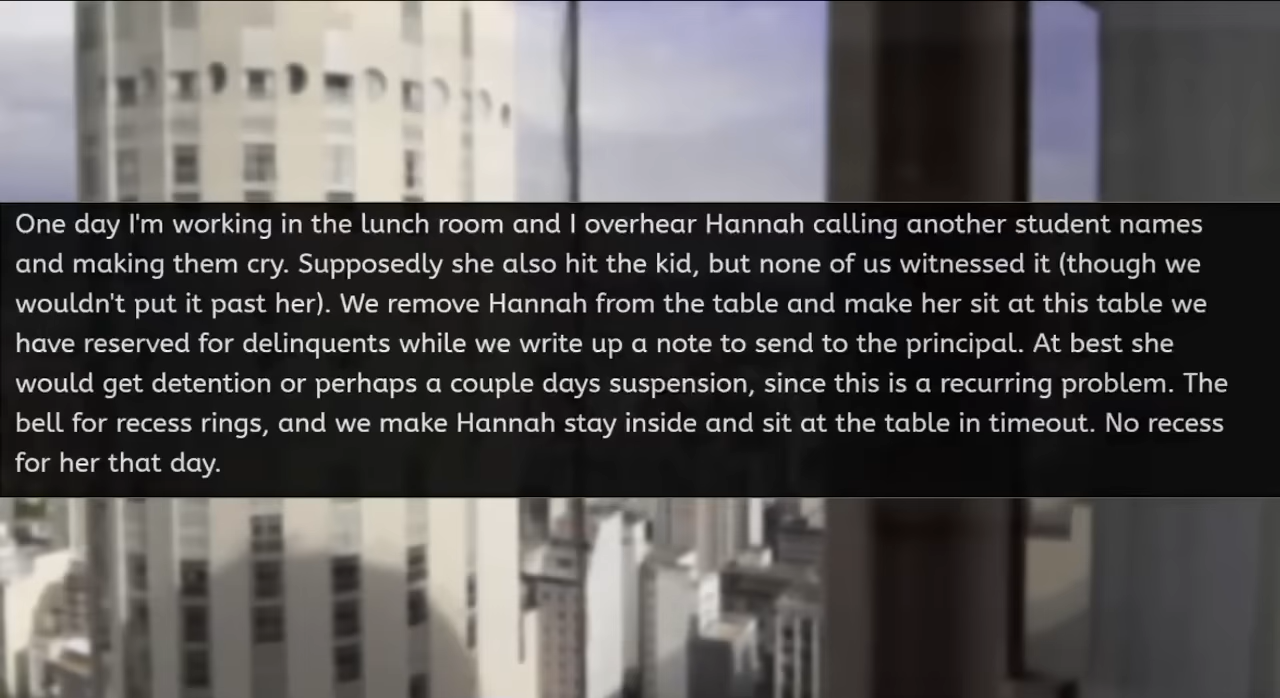 One day I'm working in the lunch room and I overhear Hannah calling another student names
and making them cry. Supposedly she also hit the kid, but none of us witnessed it (though we
wouldn't put it past her). We remove Hannah from the table and make her sit at this table we
have reserved for delinquents while we write up a note to send to the principal. At best she
would get detention or perhaps a couple days suspension, since this is a recurring problem. The
bell for recess rings, and we make Hannah stay inside and sit at the table in timeout. No recess
for her that day.